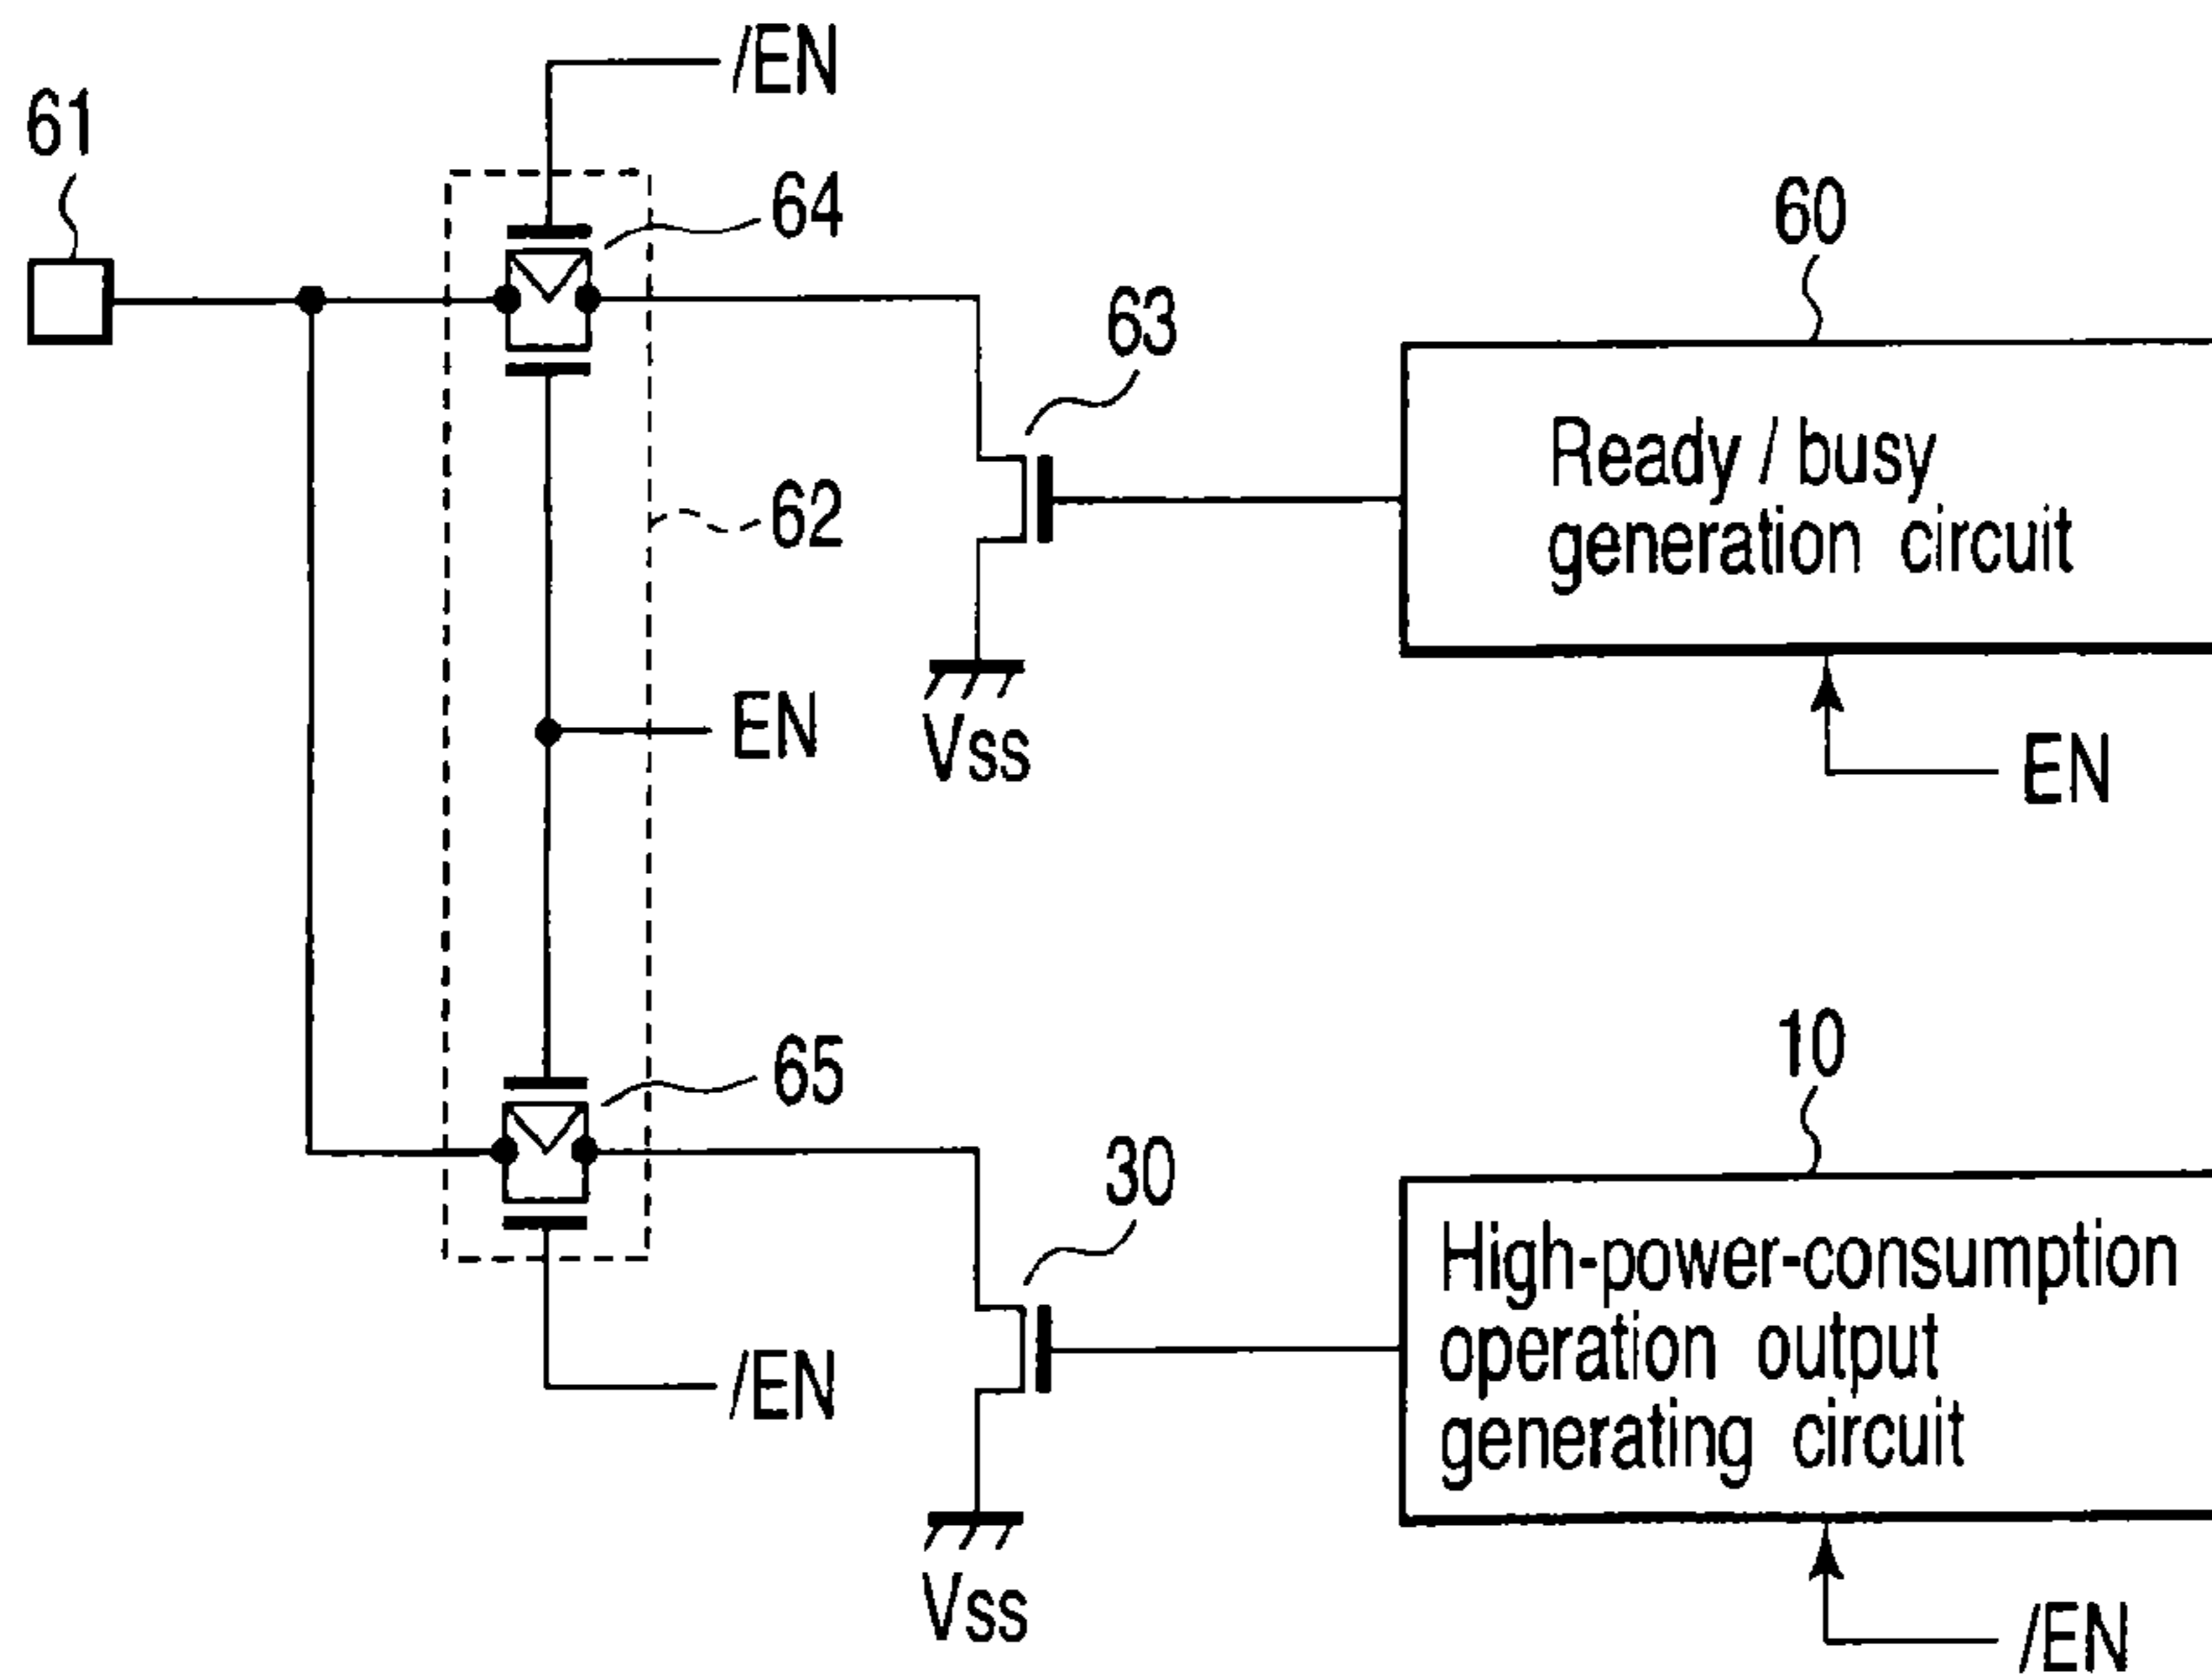 /EN
61
64
60
63
Ready / busy
generation circuit
62
EN
Vss
EN
10
65
30
High-power-consumption
operation output
generating circuit
/EN
Vss
/EN